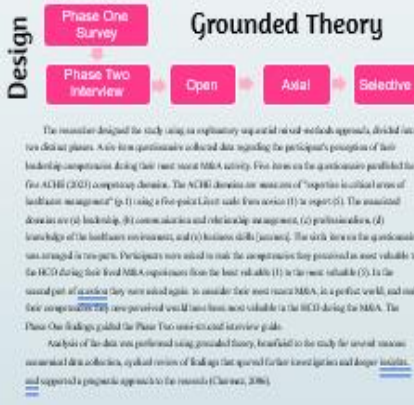 Design
Phase One
Survey
Grounded Theory
Phase Two
Interview
Open
Axial
Selective
The researcher designed the study using an explanatory sequential mixed-methods approach, divided into
two distinct phases. A six-item questionnaire collected data regarding the participant's perception of their
leadership competencies during their most recent M&A activity. Five items on the questionnaire paralleled the
five ACHE (2023) competency domains. The ACHE domains are measures of "expertise in critical areas of
healthcare management" (p.1) using a five-point Likert scale from novice (1) to expert (5). The associated
domains are (a) leadership, (b) communication and relationship management, (c) professionalism, (d)
knowledge of the healthcare environment, and (e) business skills The sixth item on the questionnaire
was arranged in two parts. Participants were asked to rank the competencies they perceived as most valuable to
the HCO during their lived M&A experiences from the least valuable (1) to the most valuable (5). In the
second part of question they were asked again to consider their most recent M&A, in a perfect world, and rank
their competencies they now perceived would have been most valuable to the HCO during the M&A. The
Phase One findings guided the Phase Two semi-structured interview guide.
Analysis of the data was performed using grounded theory, beneficial to the study for several reasons
data collection, cyclical review of findings that spurred further investigation and deeper insights,
and supported a pragmatic approach to the research (Charmaz, 2006).